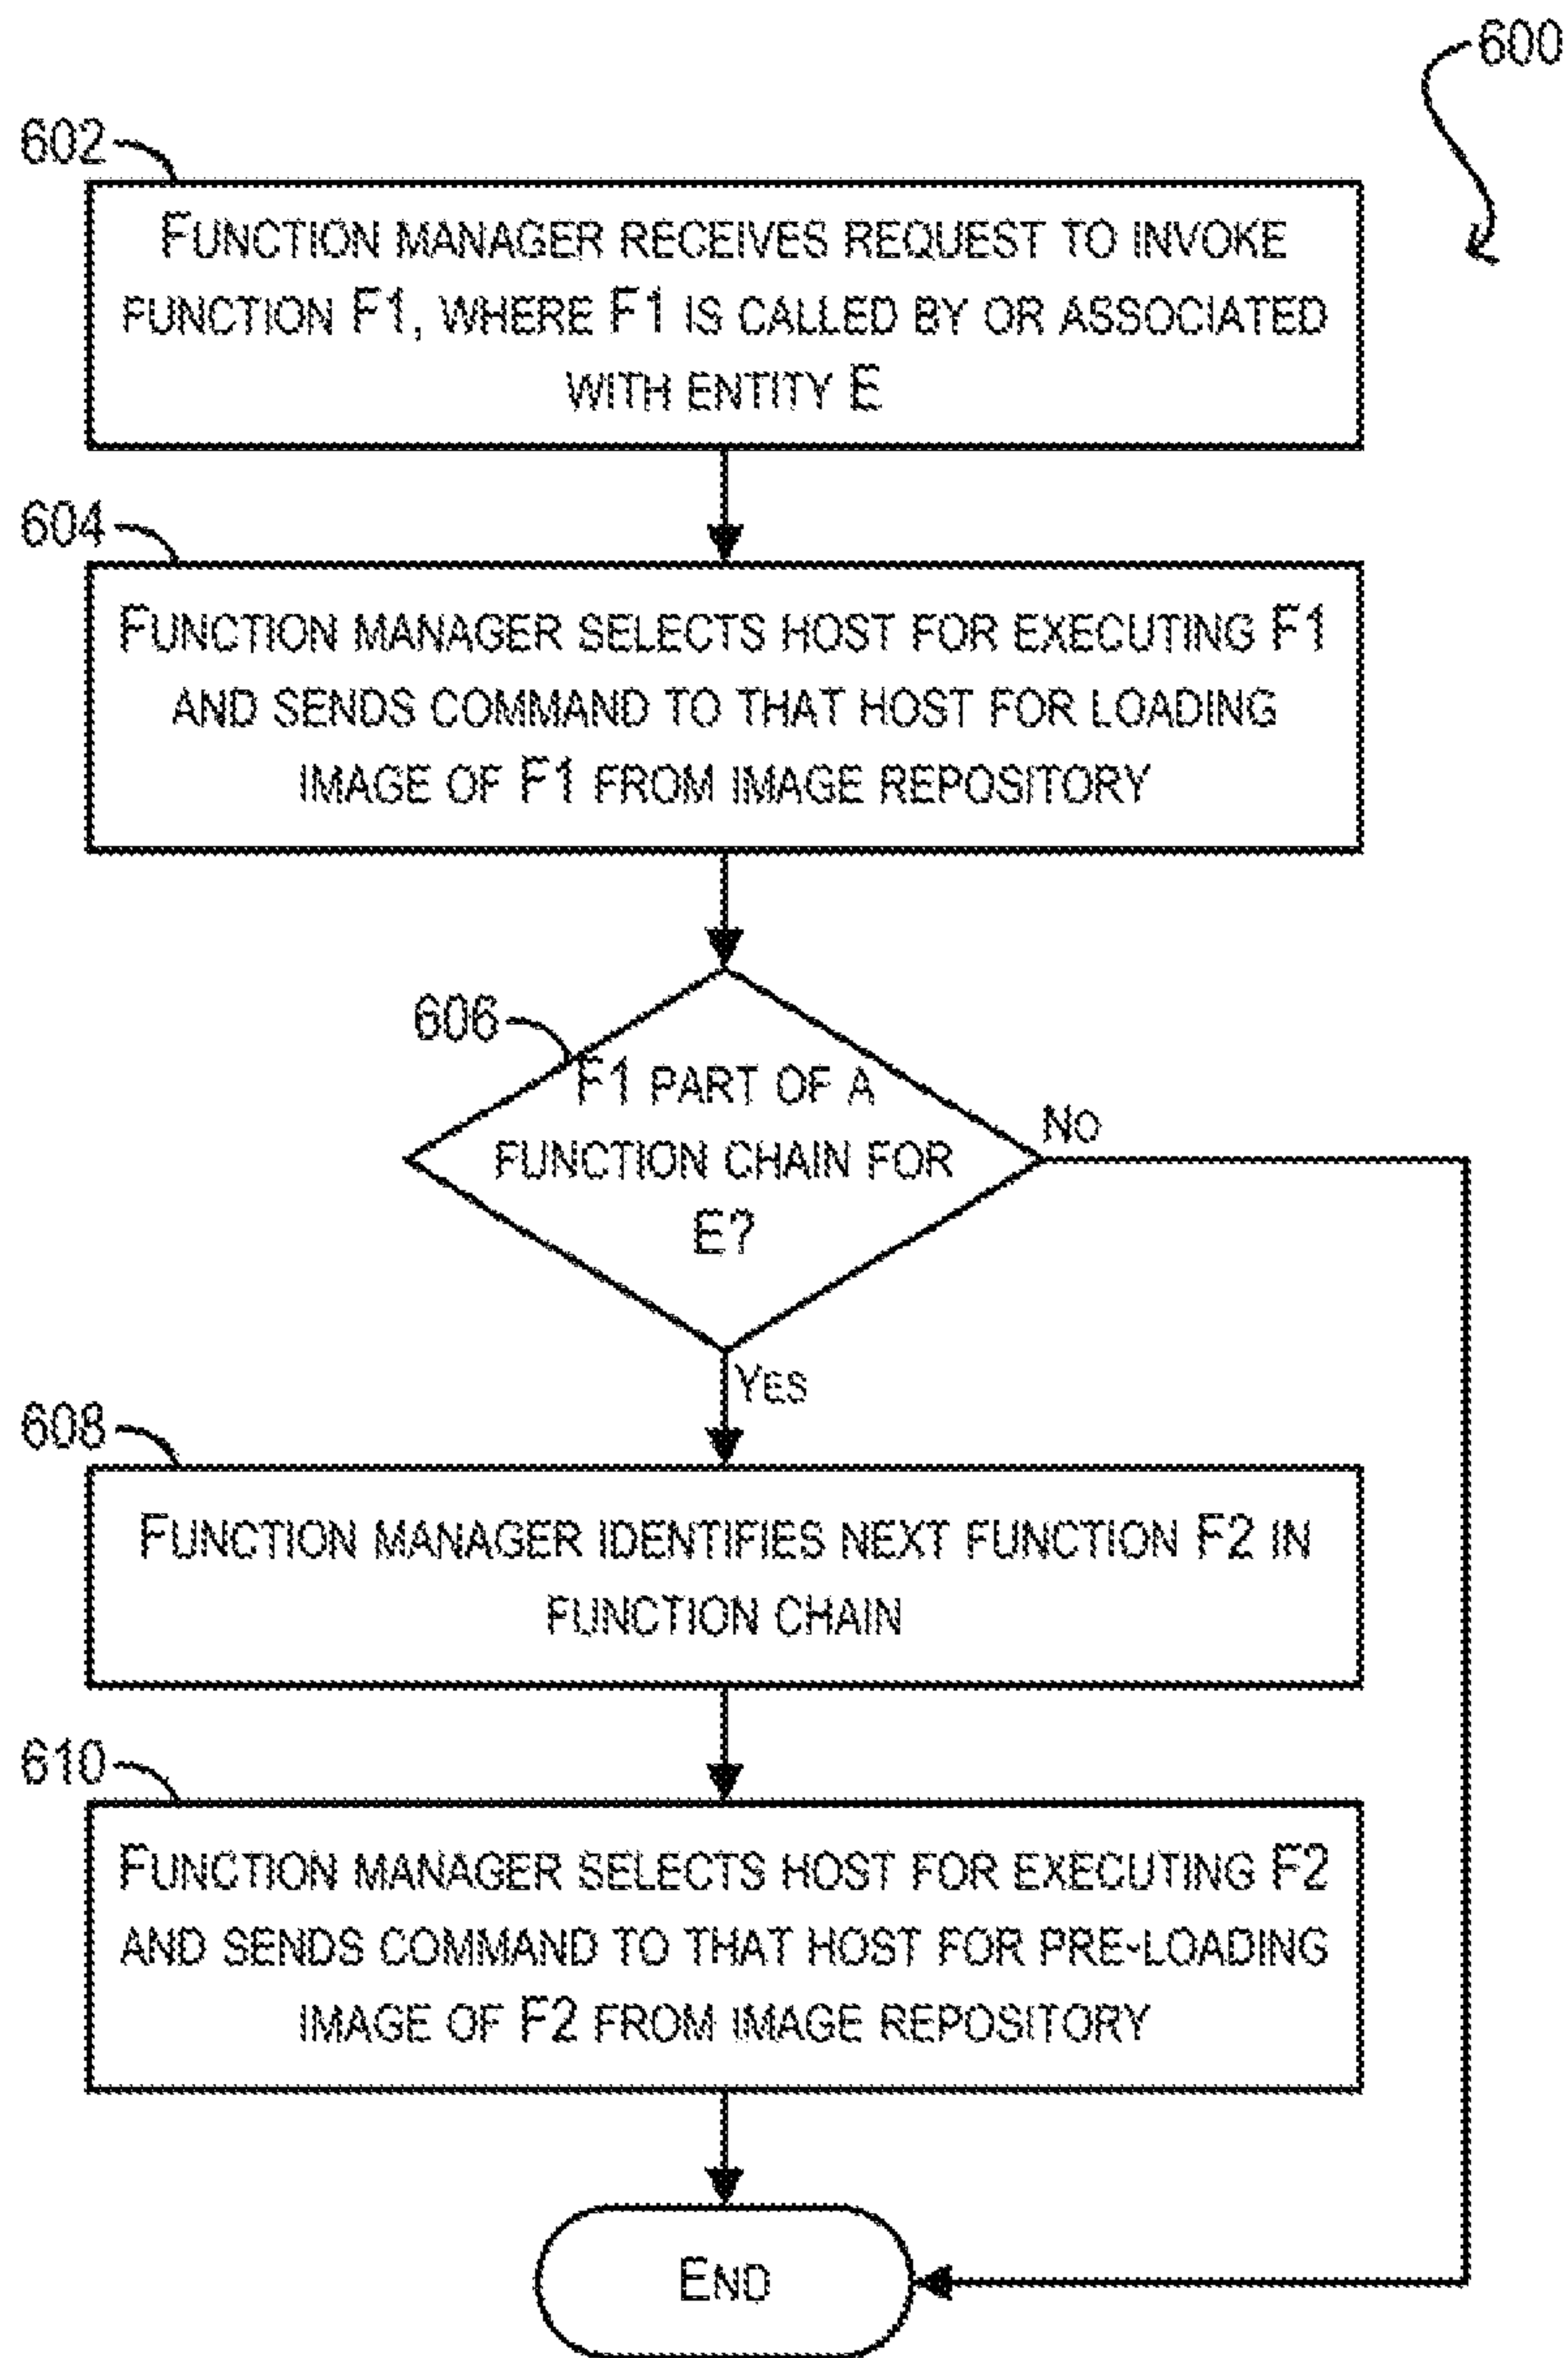 600
602
FUNCTION MANAGER RECEIVES REQUEST TO INVOKE
FUNCTION F1, WHERE F1 IS CALLED BY OR ASSOCIATED
WITH ENTITY E
604
FUNCTION MANAGER SELECTS HOST FOR EXECUTING F1
AND SENDS COMMAND TO THAT HOST FOR LOADING
IMAGE OF F1 FROM IMAGE REPOSITORY
606
F1 PART OF A
FUNCTION CHAIN FOR
E?
NO
YES
608
FUNCTION MANAGER IDENTIFIES NEXT FUNCTION F2 IN
FUNCTION CHAIN
610
FUNCTION MANAGER SELECTS HOST FOR EXECUTING F2
AND SENDS COMMAND TO THAT HOST FOR PRE-LOADING
IMAGE OF F2 FROM IMAGE REPOSITORY
END